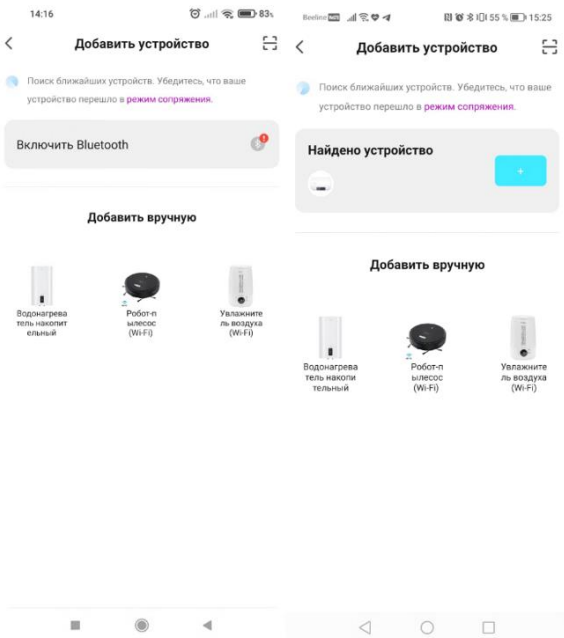 14:16
83%
Добавить устройство
Поиск ближайших устройств. Убедитесь, что ваше
устройство перешло в режим сопряжения.
Включить Bluetooth
Добавить вручную
Водонагрева
тель накопит
ельный
Робот-п
ылесос
(Wi-Fi)
Увлажните
ль воздуха
(Wi-Fi)
Beeline
55 %
15:25
Добавить устройство
Поиск ближайших устройств. Убедитесь, что ваше
устройство перешло в режим сопряжения.
Найдено устройство
+
Добавить вручную
Водонагрева
тель накопи
тельный
Робот-п
ылесос
(Wi-Fi)
Увлажните
ль воздуха
(Wi-Fi)